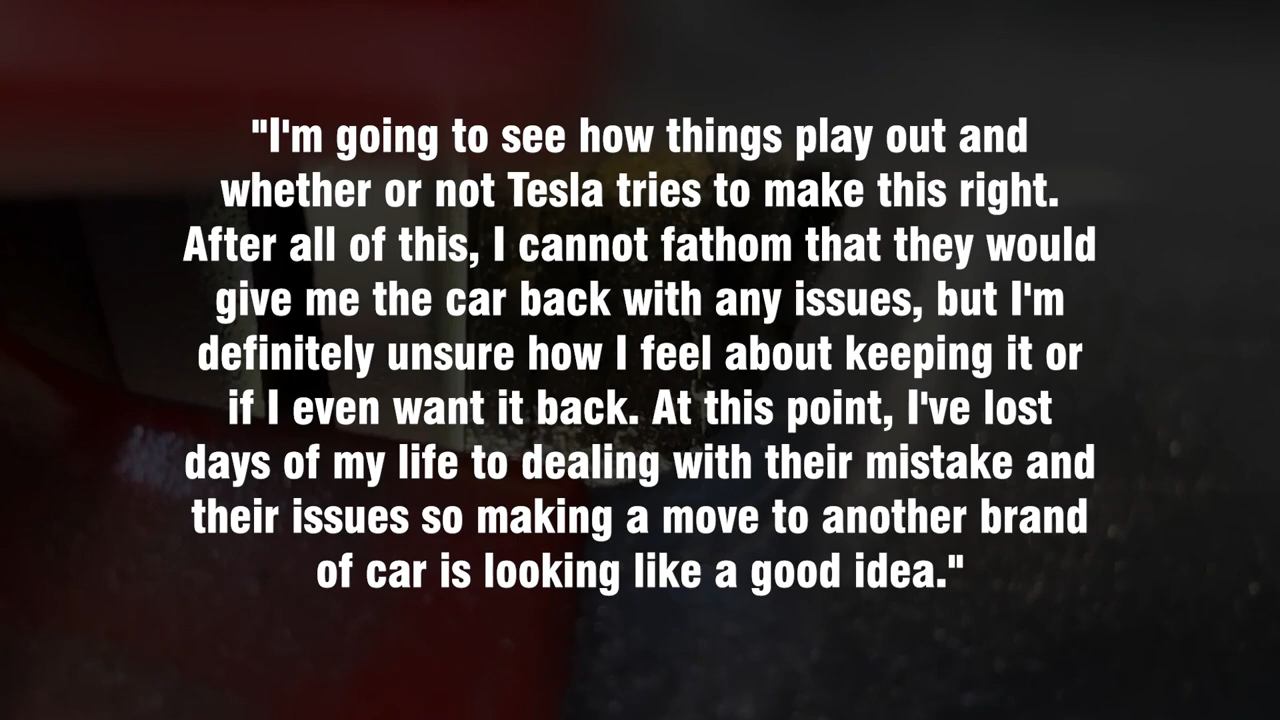 "I'm going to see how things play out and
whether or not Tesla tries to make this right.
After all of this, I cannot fathom that they would
give me the car back with any issues, but I'm
definitely unsure how I feel about keeping it or
if I even want it back. At this point, I've lost
days of my life to dealing with their mistake and
their issues so making a move to another brand
of car is looking like a good idea."